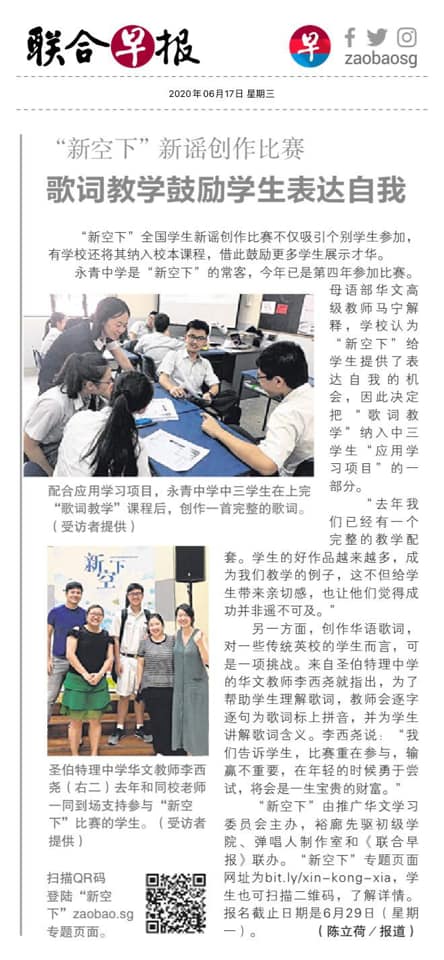 联合早报
早
zaobaosg
2020年06月17日 星期三
“新空下”新谣创作比赛
歌词教学鼓励学生表达自我
“新空下”全国学生新谣创作比赛不仅吸引个别学生参加，
有学校还将其纳入校本课程，借此鼓励更多学生展示才华。
永青中学是“新空下”的常客，今年已是第四年参加比赛。
母语部华文高
级教师马宁解
释，学校认为
“新空下”给
学生提供了表
达自我的机
会，因此决定
把“歌词教
学”纳入中三
学生“应用学
习项目”的一
部分。
“去年我
们已经有一个
完整的教学配
套。学生的好作品越来越多，成
为我们教学的例子，这不但给学
生带来亲切感，也让他们觉得成
功并非遥不可及。”
另一方面，创作华语歌词，
对一些传统英校的学生而言，可
是一项挑战。来自圣伯特理中学
的华文教师李西尧就指出，为了
帮助学生理解歌词，教师会逐字
逐句为歌词标上拼音，并为学生
讲解歌词含义。李西尧说：“我
们告诉学生，比赛重在参与，输
赢不重要，在年轻的时候勇于尝
试，将会是一生宝贵的财富。”
“新空下”由推广华文学习
委员会主办，裕廊先驱初级学
院、弹唱人制作室和《联合早
报》联办。“新空下”专题页面
网址为bit.ly/xin-kong-xia，学
生也可扫描二维码，了解详情。
报名截止日期是6月29日（星期
一）。
（陈立荷／报道）
配合应用学习项目，永青中学中三学生在上完
“歌词教学”课程后，创作一首完整的歌词。
（受访者提供）
新空下
圣伯特理中学华文教师李西
尧（右二）去年和同校老师
一同到场支持参与“新空
下”比赛的学生。（受访者
提供）
扫描QR码
登陆“新空
下”zaobao.sg
专题页面。